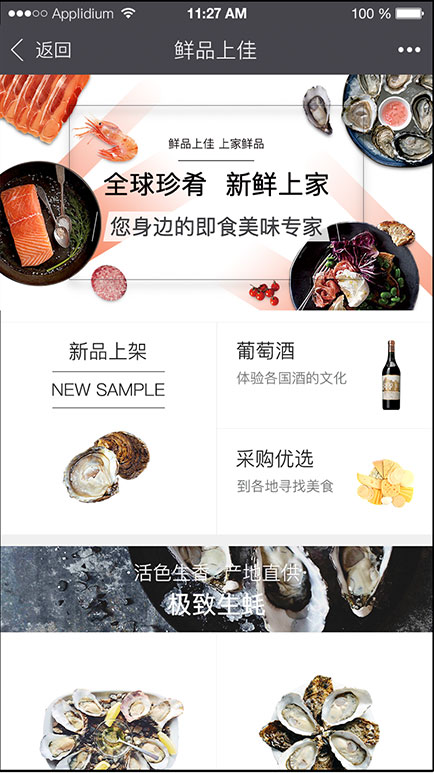 Applidium 11:27 AM 100 %
返回 鲜品上佳
鲜品上佳 上家鲜品
全球珍肴 新鲜上家
您身边的即食美味专家
新品上架
NEW SAMPLE
葡萄酒
体验各国酒的文化
采购优选
到各地寻找美食
活色生香 产地直供
极致生蚝